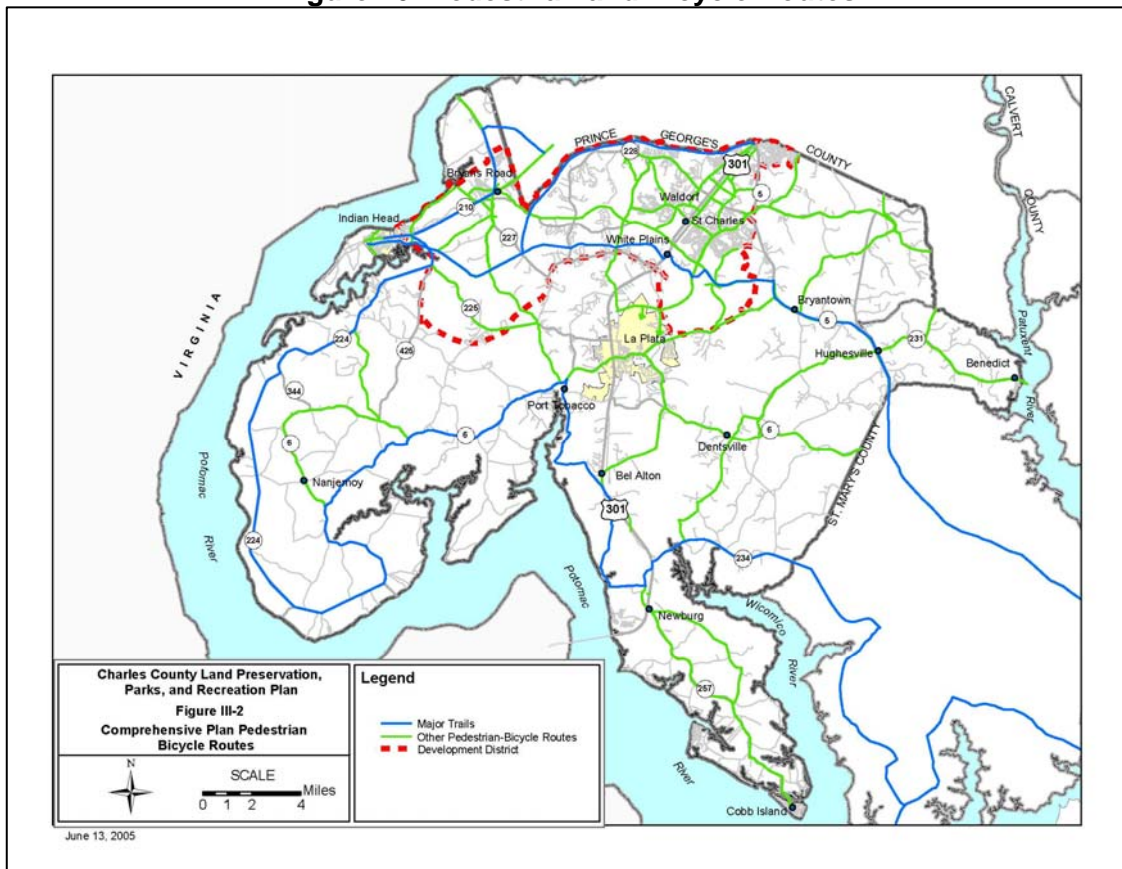 PRINCE GEORGE'S COUNTY
CALVERT COUNTY
228
301
5
Bryans Road
Waldorf
210
Indian Head
St Charles
227
White Plains
VIRGINIA
225
Bryantown
5
Patuxent River
224
La Plata
425
Hughesville
231
Benedict
344
Port Tobacco
6
6
6
Dentsville
ST. MARY'S COUNTY
Nanjemoy
Bel Alton
Potomac River
301
224
234
Potomac River
Wicomico River
Newburg
257
Cobb Island
Charles County Land Preservation,
Parks, and Recreation Plan
Figure III-2
Comprehensive Plan Pedestrian
Bicycle Routes
N
SCALE
0 1 2 4 Miles
Legend
Major Trails
Other Pedestrian-Bicycle Routes
Development District
June 13, 2005